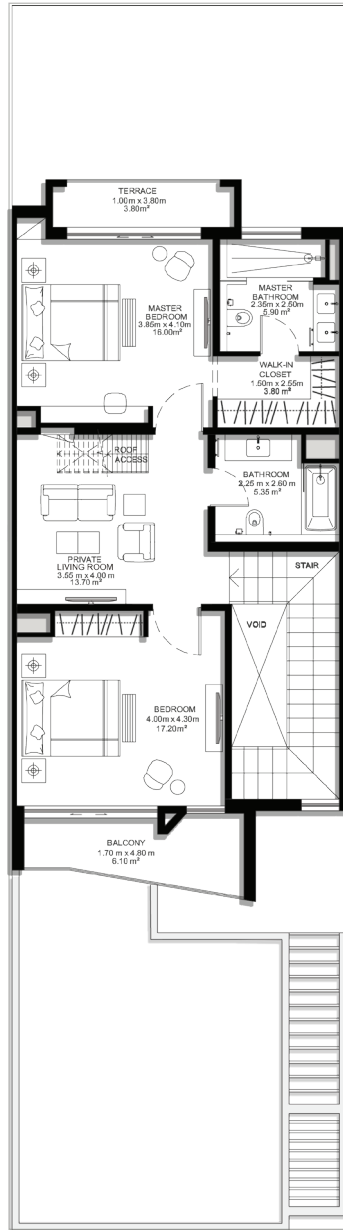 TERRACE
1.00m x 3.80m
3.80m²
MASTER
BEDROOM
3.85m x 4.10m
16.00m²
MASTER
BATHROOM
2.35m x 2.50m
5.90 m²
WALK-IN
CLOSET
1.50m x 2.55m
3.80 m²
ROOF
ACCESS
BATHROOM
2.25 m x 2.60 m
5.35 m²
PRIVATE
LIVING ROOM
3.55 m x 4.00 m
13.70 m²
STAIR
VOID
BEDROOM
4.00m x 4.30m
17.20m²
BALCONY
1.70 m x 4.80 m
6.10 m²